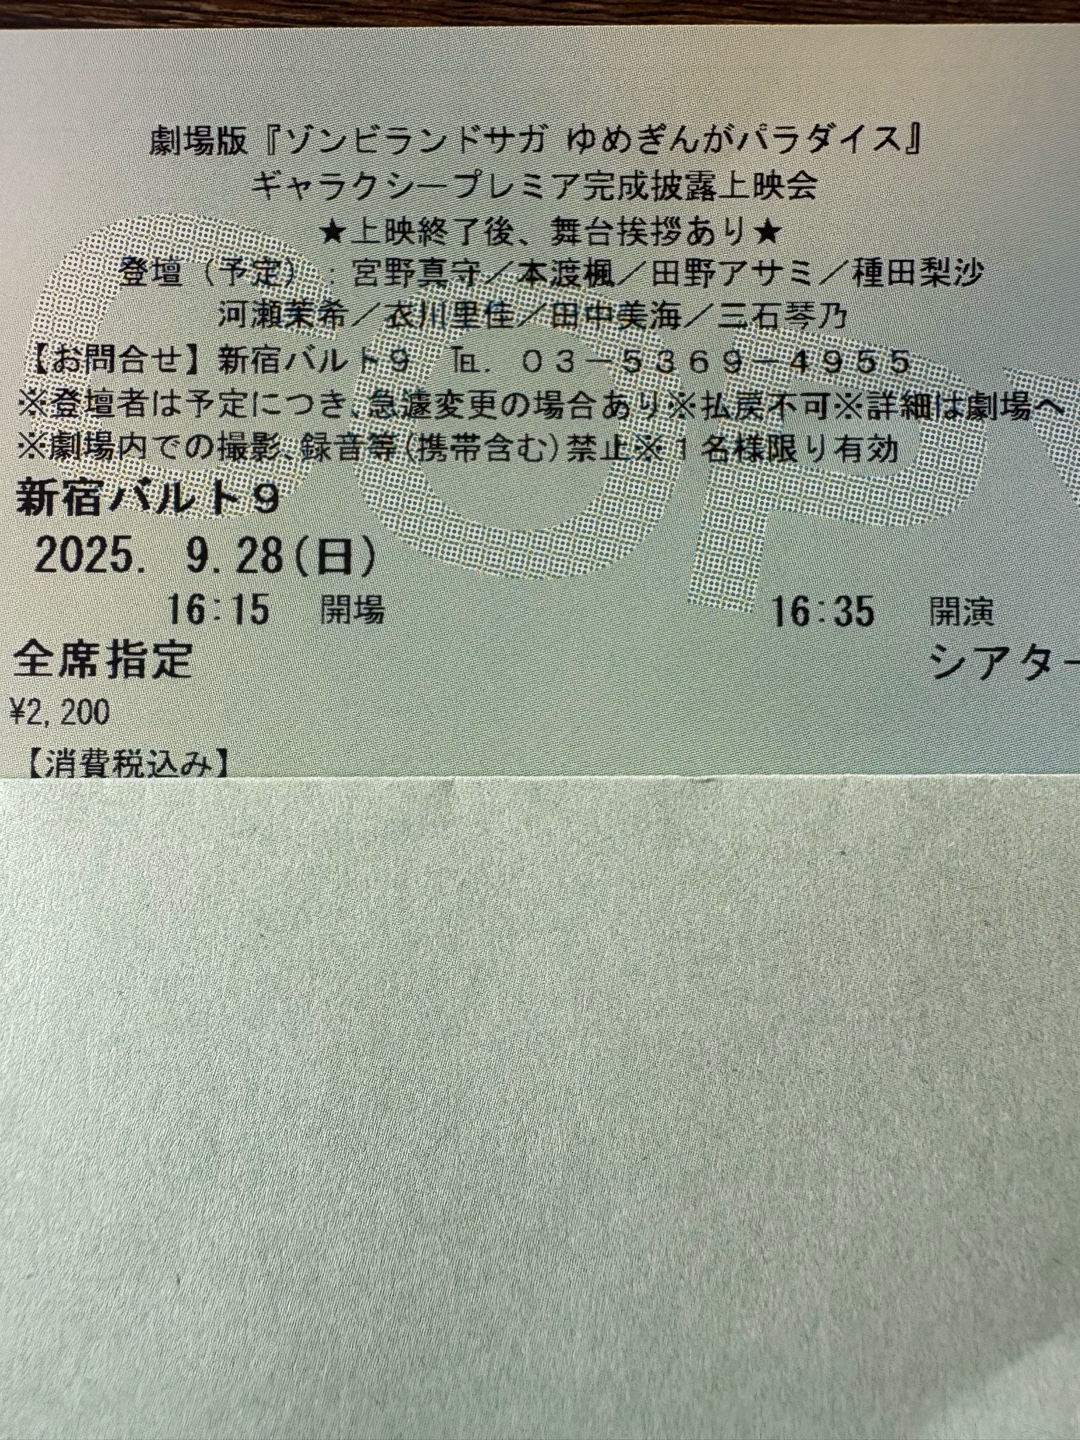 劇場版『ゾンビランドサガ ゆめぎんがパラダイス』
ギャラクシープレミア完成披露上映会
★上映終了後、舞台挨拶あり★
登壇（予定）：宮野真守／本渡楓／田野アサミ／種田梨沙
河瀬茉希／衣川里佳／田中美海／三石琴乃
【お問合せ】新宿バルト９ ℡．０３－５３６９－４９５５
※登壇者は予定につき､急遽変更の場合あり※払戻不可※詳細は劇場へ
※劇場内での撮影､録音等(携帯含む)禁止※１名様限り有効
新宿バルト９
2025. 9.28(日)
16:15 開場 16:35 開演
全席指定 シアター
¥2,200
【消費税込み】
COPY